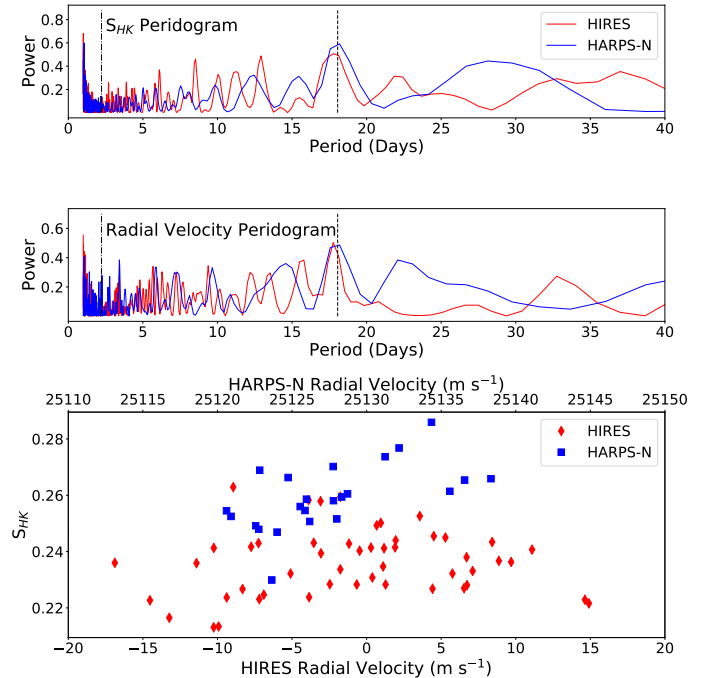 S_HK Peridogram
HIRES
HARPS-N
Power
0.8
0.6
0.4
0.2
0 5 10 15 20 25 30 35 40
Period (Days)
Radial Velocity Peridogram
Power
0.6
0.4
0.2
0 5 10 15 20 25 30 35 40
Period (Days)
HARPS-N Radial Velocity (m s⁻¹)
25110 25115 25120 25125 25130 25135 25140 25145 25150
HIRES
HARPS-N
S_HK
0.28
0.26
0.24
0.22
−20 −15 −10 −5 0 5 10 15 20
HIRES Radial Velocity (m s⁻¹)